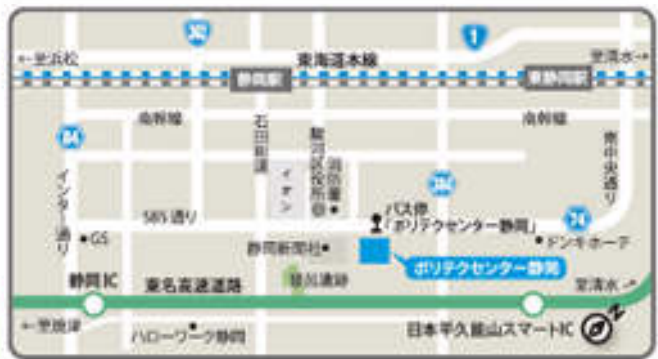 362
1
←至浜松
東海道本線
至清水→
静岡駅
東静岡駅
南幹線
南幹線
84
石田街道
駿河区役所
消防署
イオン
インター通り
南中央通り
SBS通り
バス停
「ポリテクセンター静岡」
74
GS
静岡新聞社
ドンキホーテ
ポリテクセンター静岡
登呂遺跡
静岡IC
東名高速道路
至清水→
←至焼津
ハローワーク静岡
日本平久能山スマートIC
N